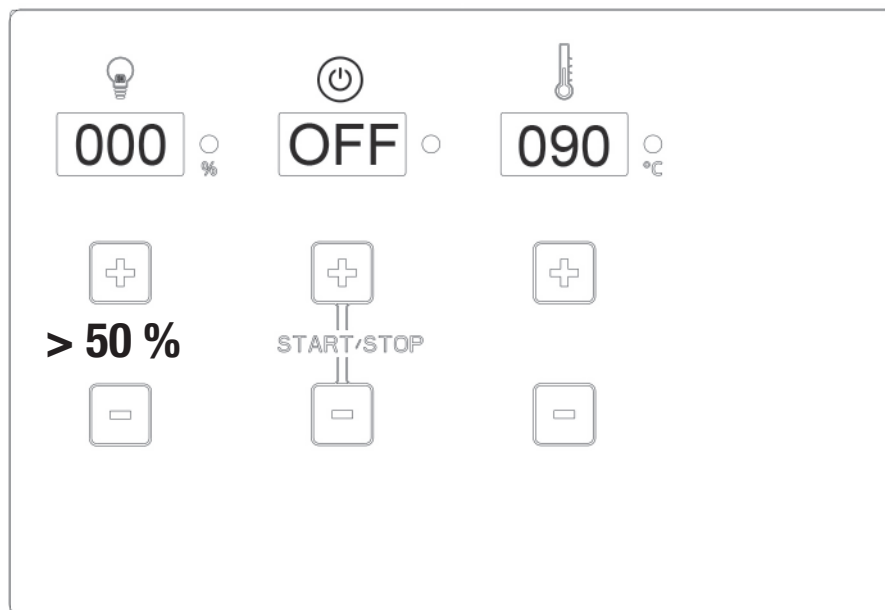 000 % OFF 090 °C
+ + +
> 50 % START/STOP
- - -